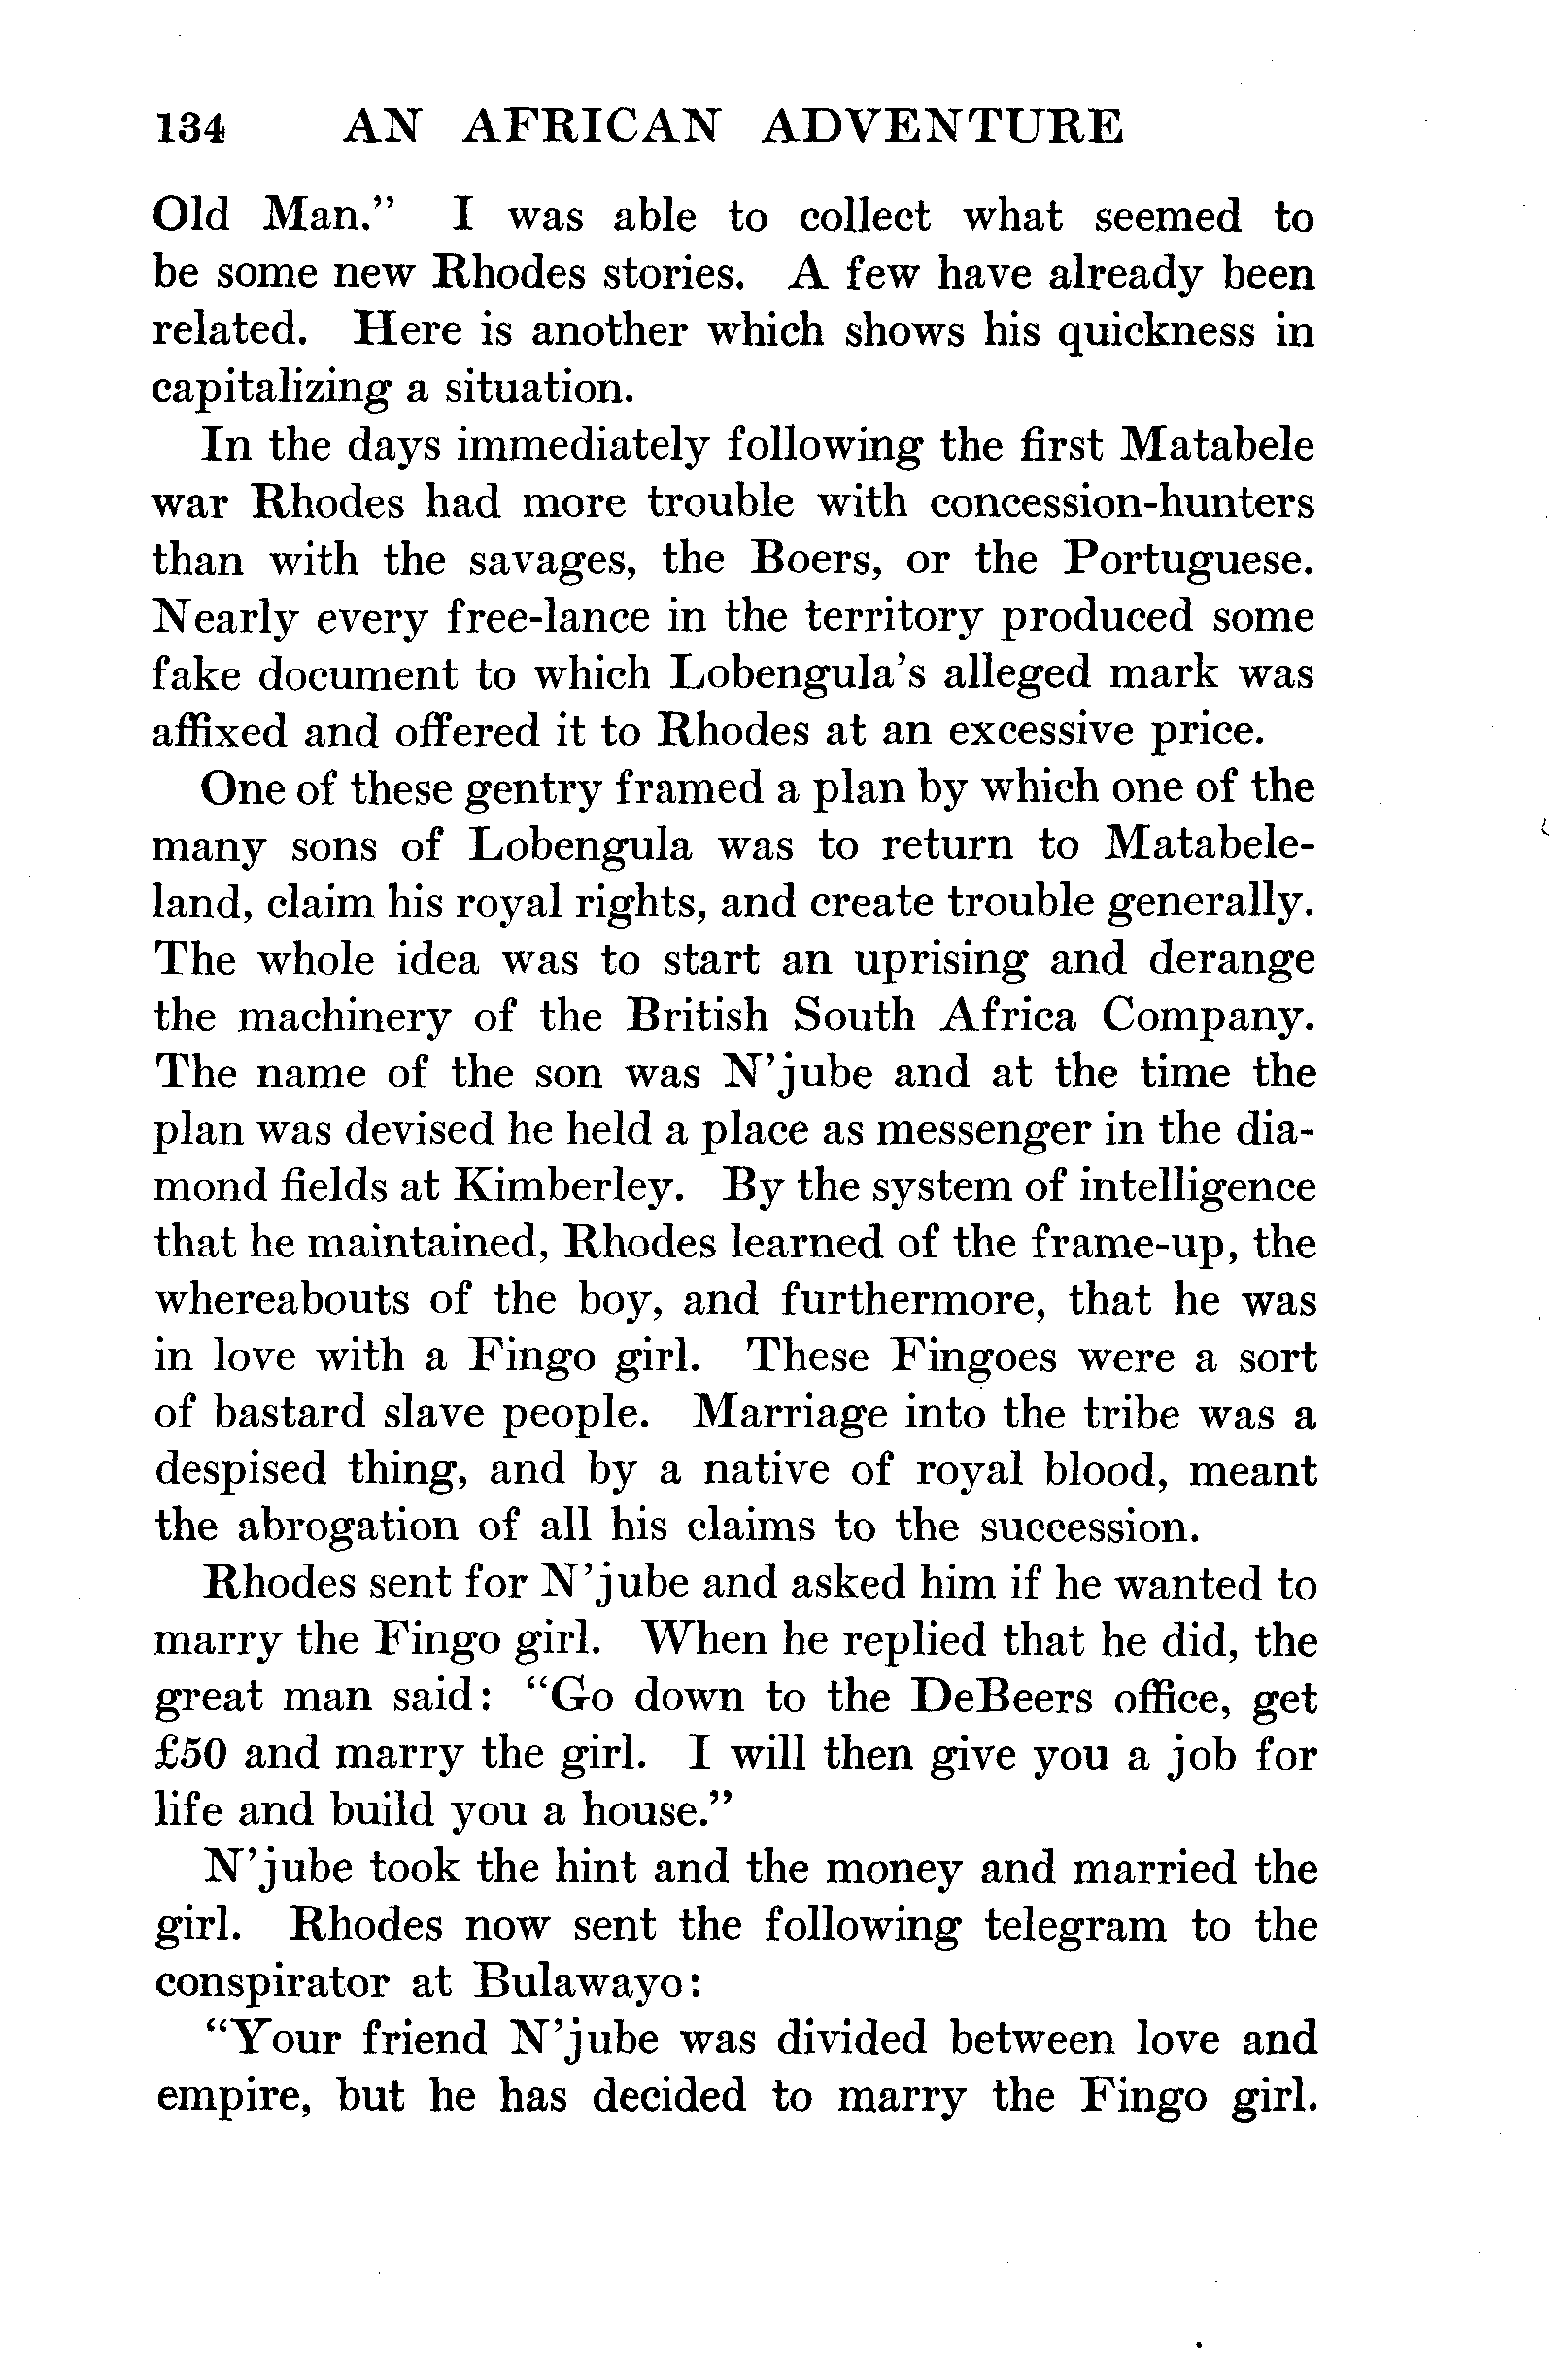 134 AN AFRICAN ADVENTURE
Old Man." I was able to collect what seemed to
be some new Rhodes stories. A few have already been
related. Here is another which shows his quickness in
capitalizing a situation.
In the days immediately following the first Matabele
war Rhodes had more trouble with concession-hunters
than with the savages, the Boers, or the Portuguese.
Nearly every free-lance in the territory produced some
fake document to which Lobengula's alleged mark was
affixed and offered it to Rhodes at an excessive price.
One of these gentry framed a plan by which one of the
many sons of Lobengula was to return to Matabele-
land, claim his royal rights, and create trouble generally.
The whole idea was to start an uprising and derange
the machinery of the British South Africa Company.
The name of the son was N'jube and at the time the
plan was devised he held a place as messenger in the dia-
mond fields at Kimberley. By the system of intelligence
that he maintained, Rhodes learned of the frame-up, the
whereabouts of the boy, and furthermore, that he was
in love with a Fingo girl. These Fingoes were a sort
of bastard slave people. Marriage into the tribe was a
despised thing, and by a native of royal blood, meant
the abrogation of all his claims to the succession.
Rhodes sent for N'jube and asked him if he wanted to
marry the Fingo girl. When he replied that he did, the
great man said: "Go down to the DeBeers office, get
£50 and marry the girl. I will then give you a job for
life and build you a house."
N'jube took the hint and the money and married the
girl. Rhodes now sent the following telegram to the
conspirator at Bulawayo:
"Your friend N'jube was divided between love and
empire, but he has decided to marry the Fingo girl.